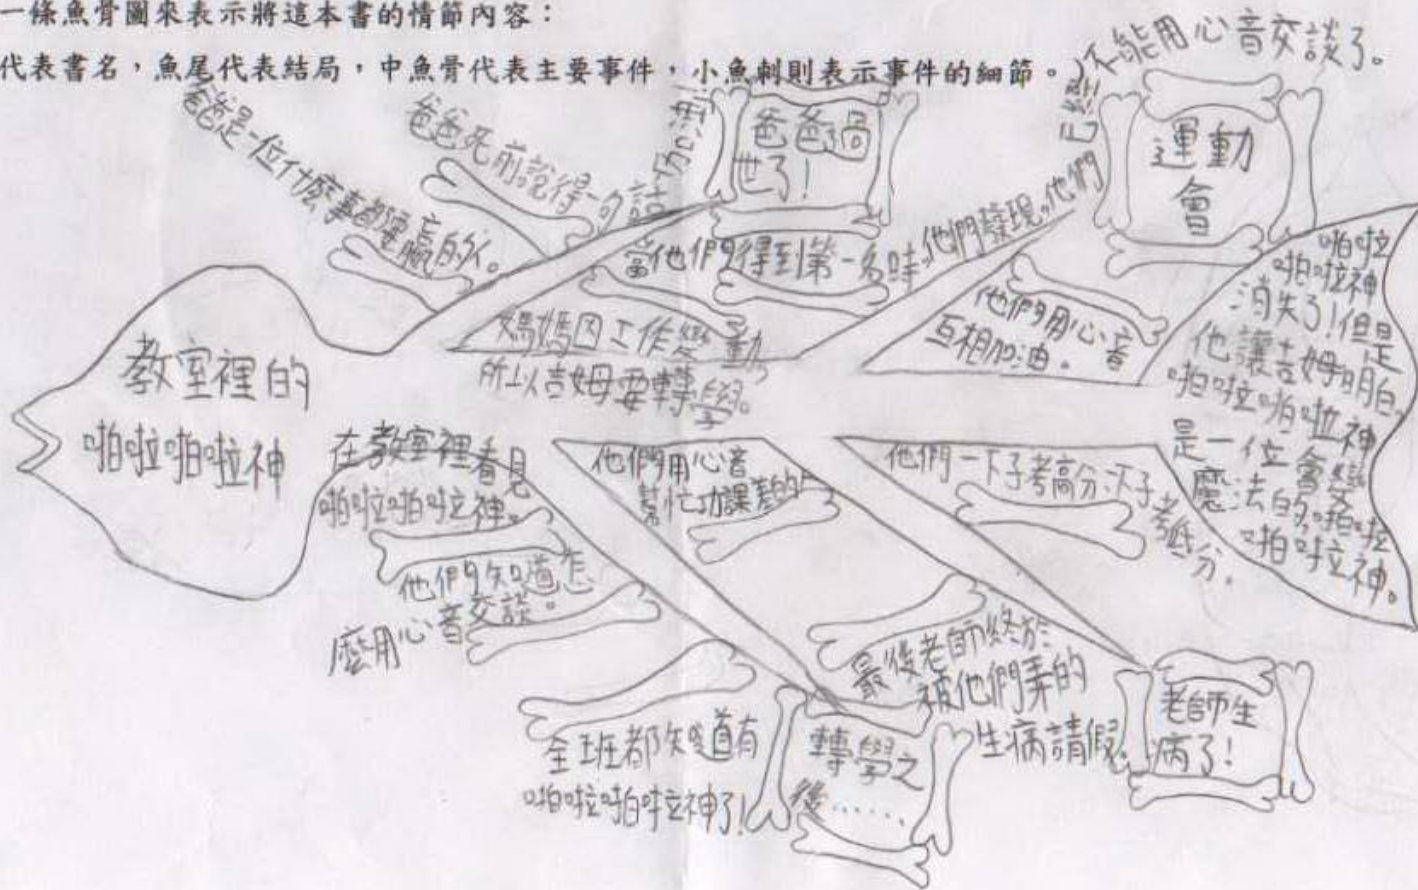 一條魚骨圖來表示將這本書的情節內容：
代表書名，魚尾代表結局，中魚骨代表主要事件，小魚刺則表示事件的細節。)
教室裡的
啪啦啪啦神
爸爸是一位什麼事都要贏的人。
爸爸死前說得一句
爸爸過
世了！
媽媽因工作變動
所以吉姆要轉學。
當他們得到第一名時，他們發現，他們已經
不能用心音交談了。
運動
會
他們用心音
互相加油。
在教室裡看見
啪啦啪啦神。
他們知道怎
麼用心音交談。
全班都知道有
啪啦啪啦神了!
轉學之
後……
他們用心音
幫忙功課差的
他們一下子考高分一下子
考低分。
最後老師終於
被他們弄的
生病請假。
老師生
病了！
啪啦
啪啦神
消失了！但是
他讓吉姆明白，
啪啦啪啦神
是一位會變
魔法的啪啦
啪啦神。